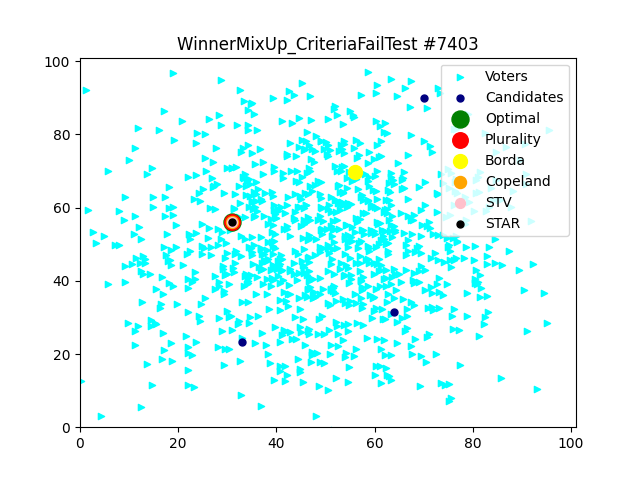 WinnerMixUp_CriteriaFailTest #7403
100
80
60
40
20
0
0
20
40
60
80
100
Voters
Candidates
Optimal
Plurality
Borda
Copeland
STV
STAR